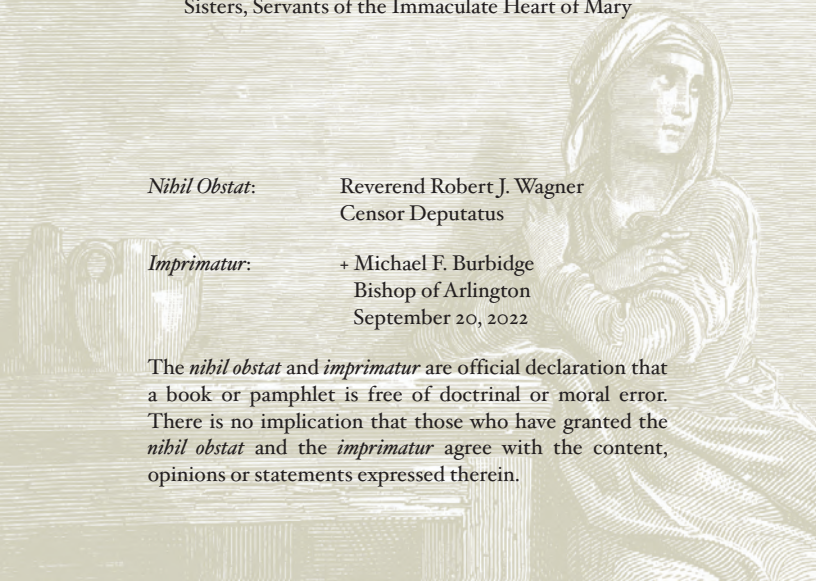 Sisters, Servants of the Immaculate Heart of Mary
Nihil Obstat: Reverend Robert J. Wagner
Censor Deputatus
Imprimatur: + Michael F. Burbidge
Bishop of Arlington
September 20, 2022
The nihil obstat and imprimatur are official declaration that
a book or pamphlet is free of doctrinal or moral error.
There is no implication that those who have granted the
nihil obstat and the imprimatur agree with the content,
opinions or statements expressed therein.